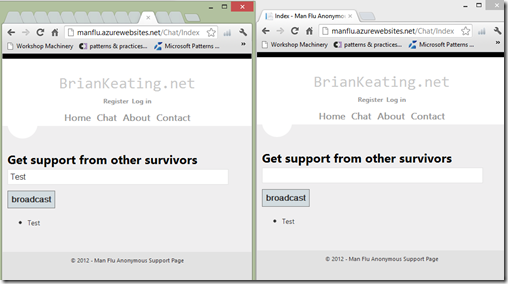 manflu.azurewebsites.net/Chat/Index
Workshop Machinery
patterns & practices...
Microsoft Patterns ...
BrianKeating.net
Register Log in
Home Chat About Contact
Get support from other survivors
Test
broadcast
Test
© 2012 - Man Flu Anonymous Support Page
Index - Man Flu Anonymous
manflu.azurewebsites.net/Chat/Index
Workshop Machinery
patterns & practices...
Microsoft Patterns ...
BrianKeating.net
Register Log in
Home Chat About Contact
Get support from other survivors
broadcast
Test
© 2012 - Man Flu Anonymous Support Page